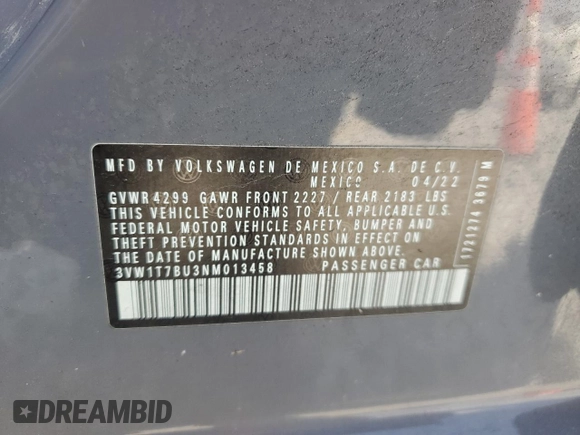 MFD BY VOLKSWAGEN DE MEXICO S.A. DE C.V.
MEXICO 04/22
GVWR 4299 GAWR FRONT 2227 / REAR 2183 LBS
THIS VEHICLE CONFORMS TO ALL APPLICABLE U.S.
FEDERAL MOTOR VEHICLE SAFETY, BUMPER AND
THEFT PREVENTION STANDARDS IN EFFECT ON
THE DATE OF MANUFACTURE SHOWN ABOVE.
3VW1T7BU3NM013458 PASSENGER CAR
1721274 3679 M
DREAMBID